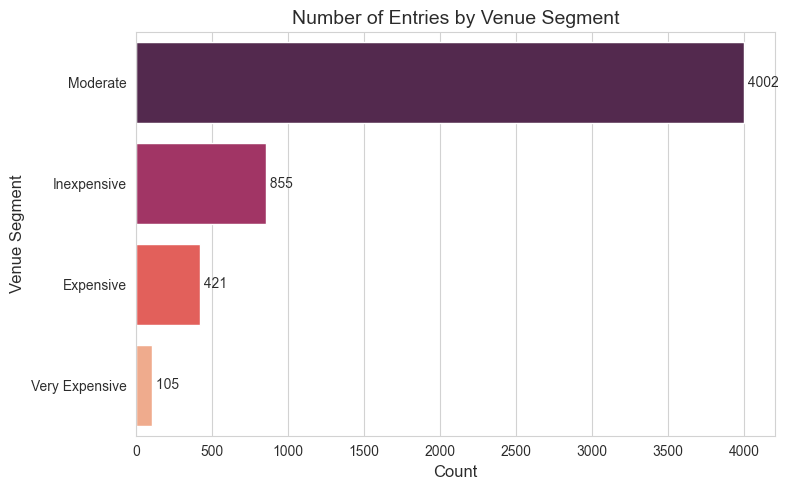 Number of Entries by Venue Segment
Venue Segment
Moderate
4002
Inexpensive
855
Expensive
421
Very Expensive
105
0 500 1000 1500 2000 2500 3000 3500 4000
Count